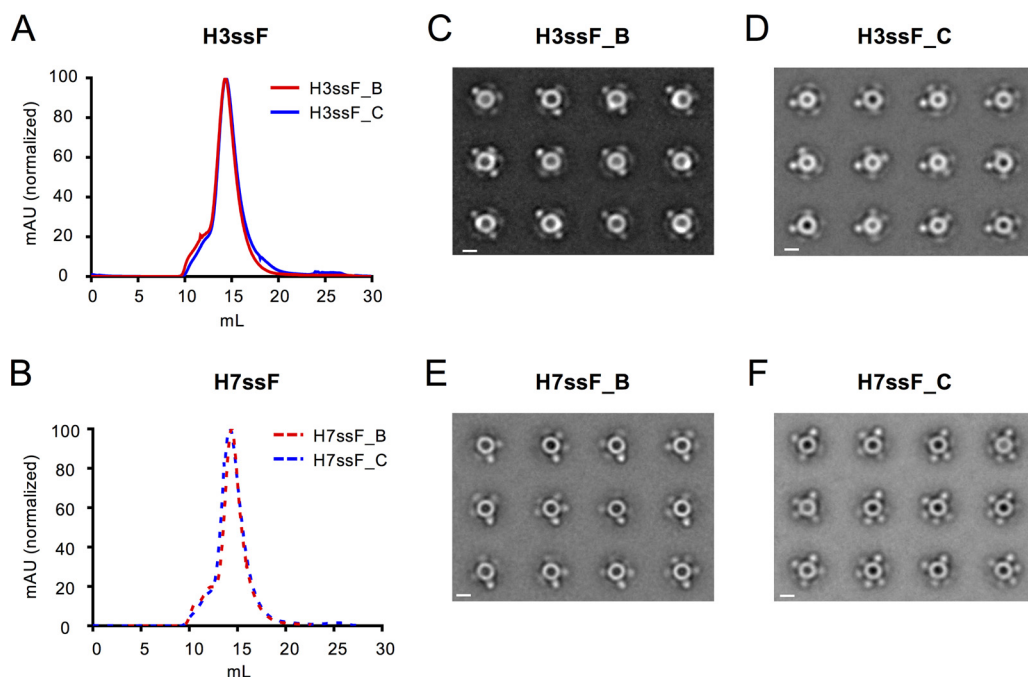 A
H3ssF
100
80
60
40
20
0
mAU (normalized)
0 5 10 15 20 25 30
mL
H3ssF_B
H3ssF_C
C
H3ssF_B
D
H3ssF_C
B
H7ssF
100
80
60
40
20
0
mAU (normalized)
0 5 10 15 20 25 30
mL
H7ssF_B
H7ssF_C
E
H7ssF_B
F
H7ssF_C